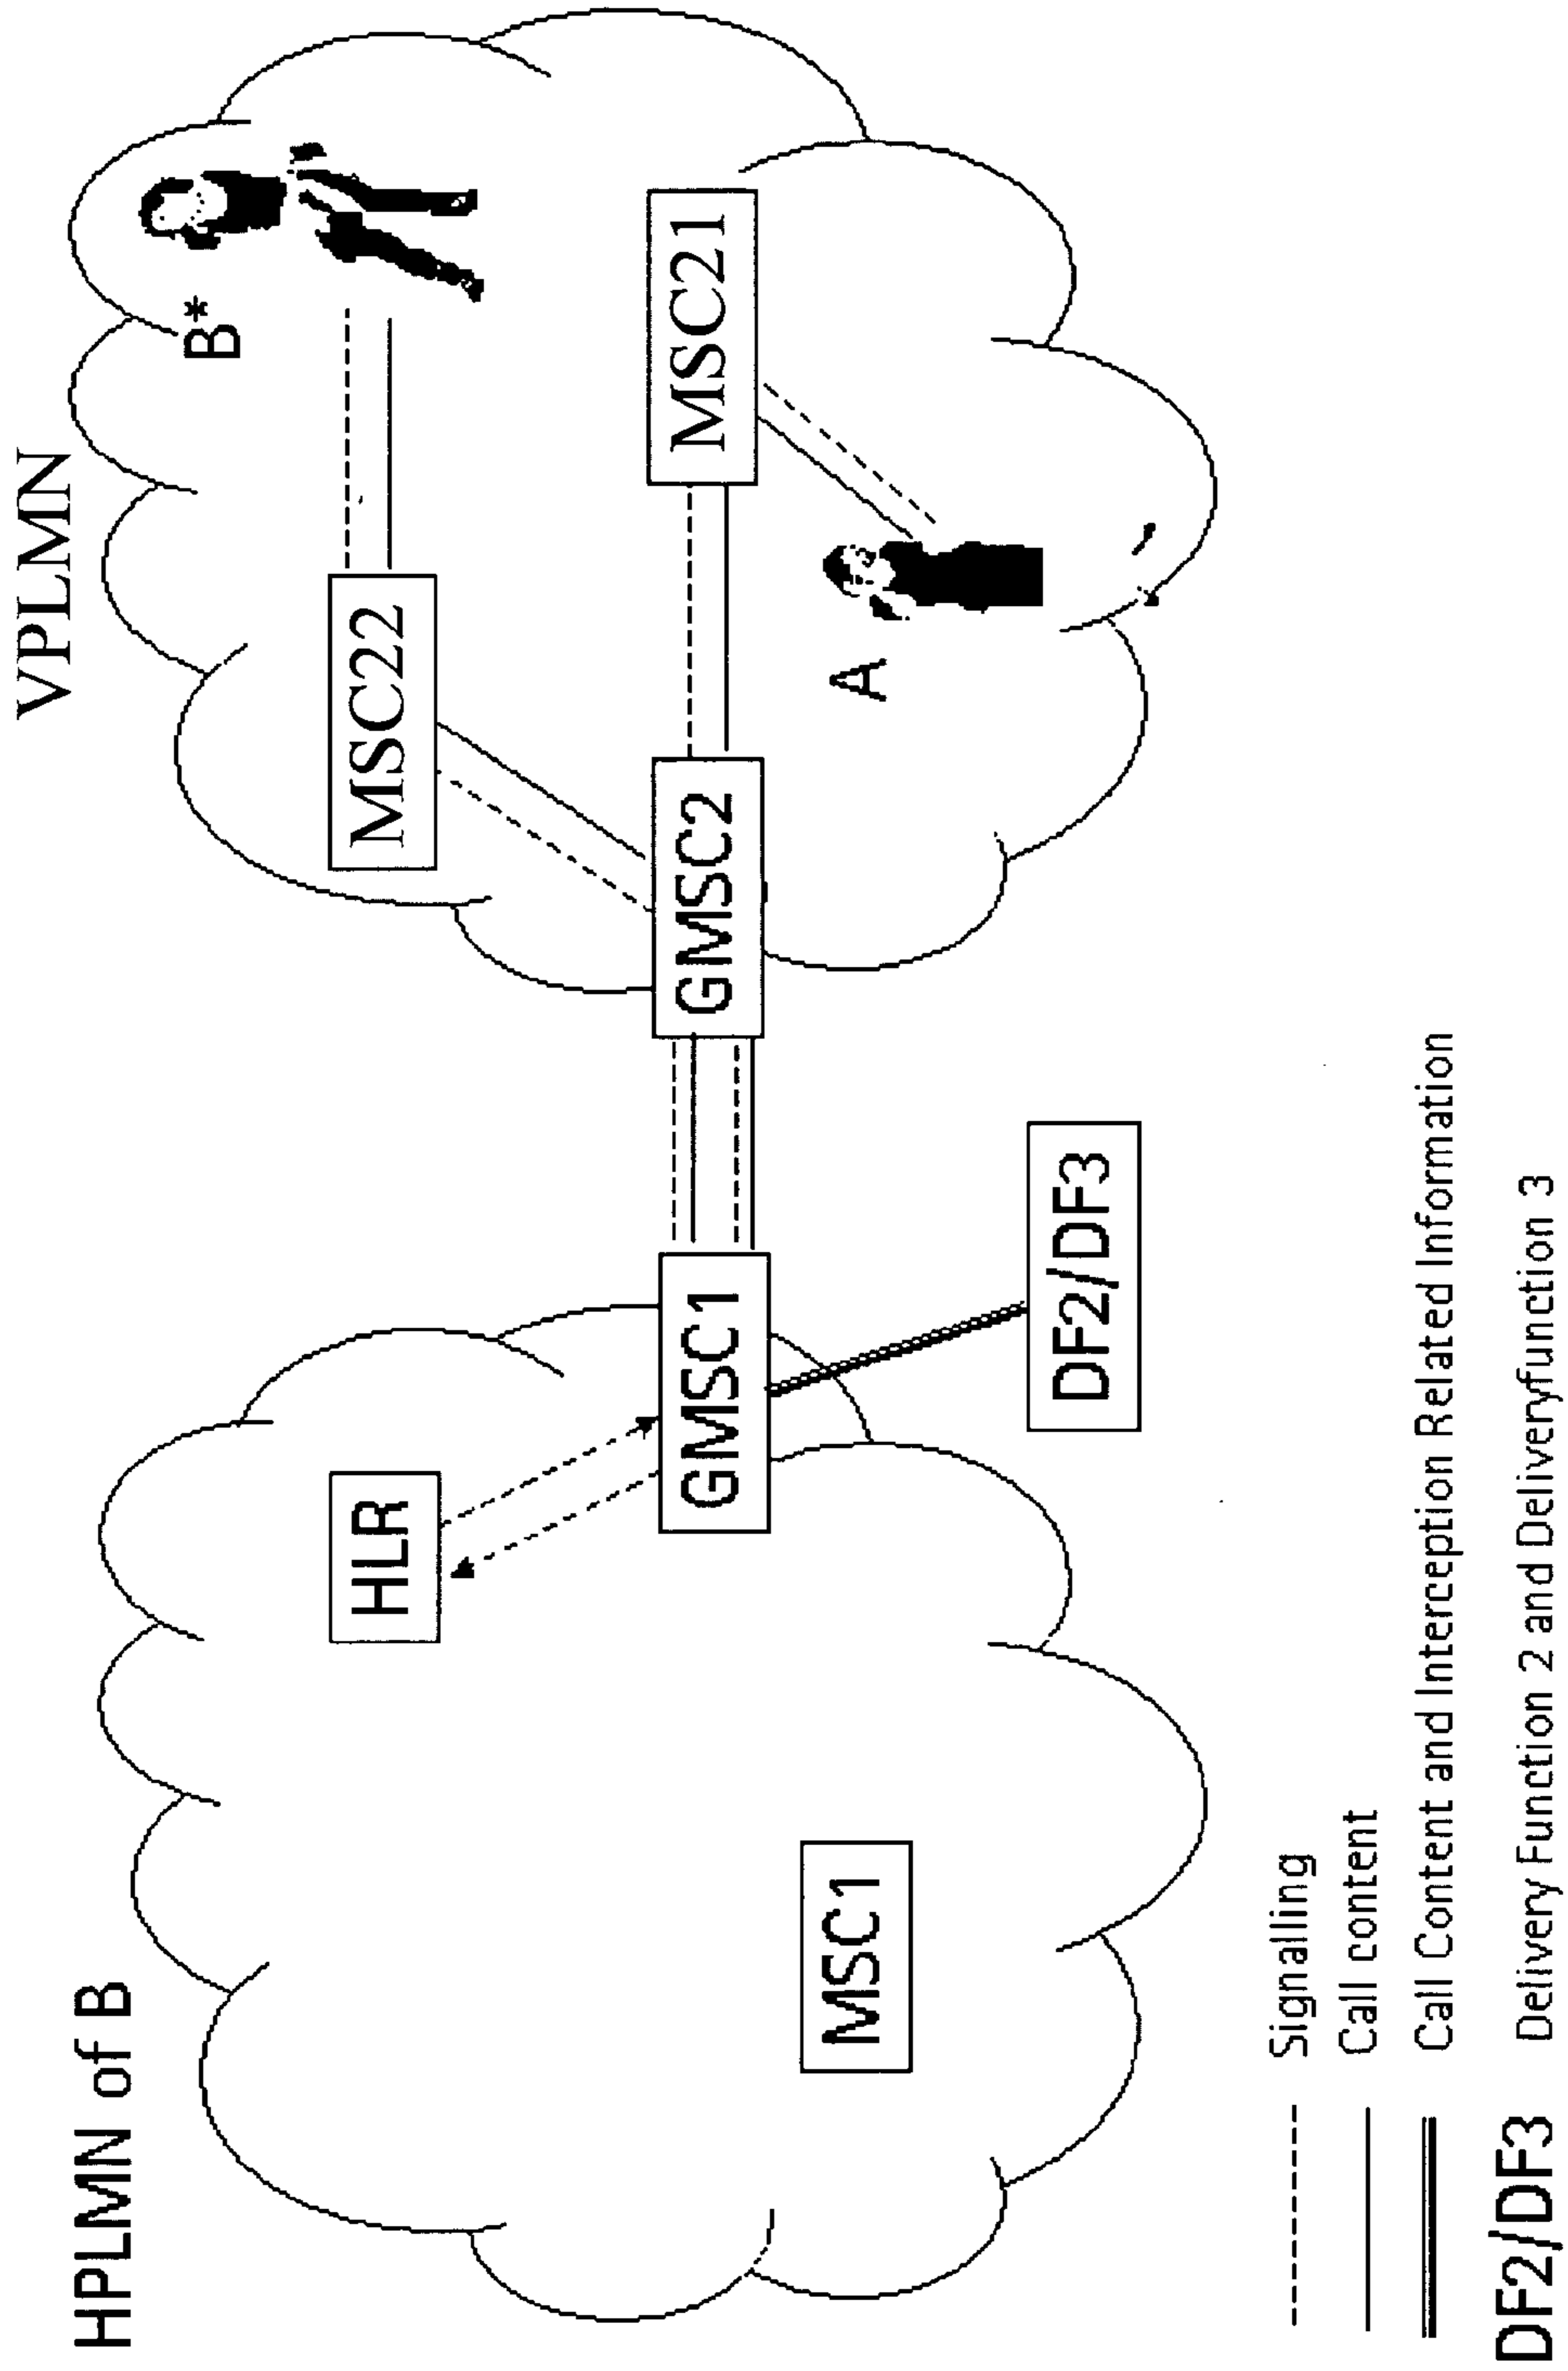 HPLMN of B
VPLMN
HLR
MSC22
B*
GMSC1
GMSC2
MSC21
MSC1
A
DF2/DF3
Signalling
Call content
Call Content and Interception Related Information
DF2/DF3 Delivery Function 2 and Deliveryfunction 3